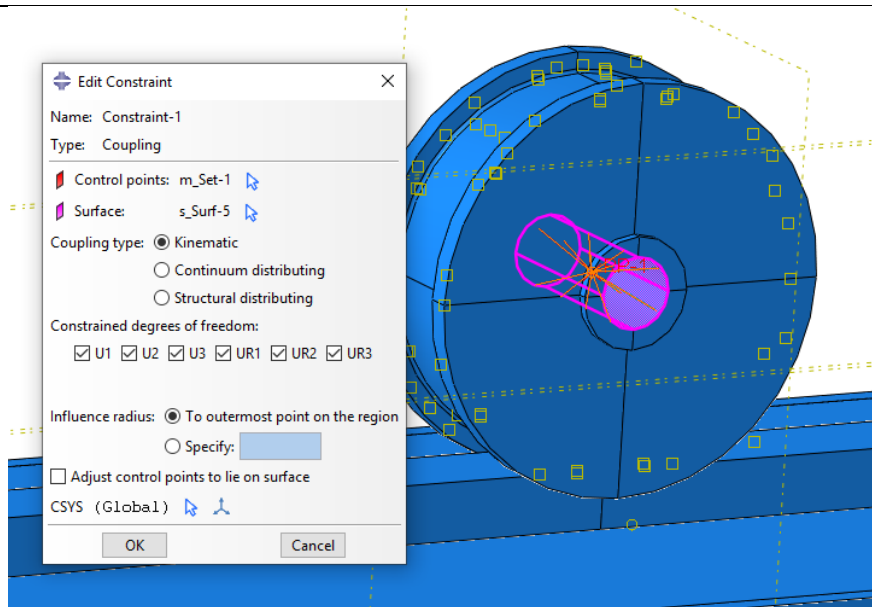 Edit Constraint
Name: Constraint-1
Type: Coupling
Control points: m_Set-1
Surface: s_Surf-5
Coupling type: Kinematic
Continuum distributing
Structural distributing
Constrained degrees of freedom:
U1 U2 U3 UR1 UR2 UR3
Influence radius: To outermost point on the region
Specify:
Adjust control points to lie on surface
CSYS (Global)
OK Cancel